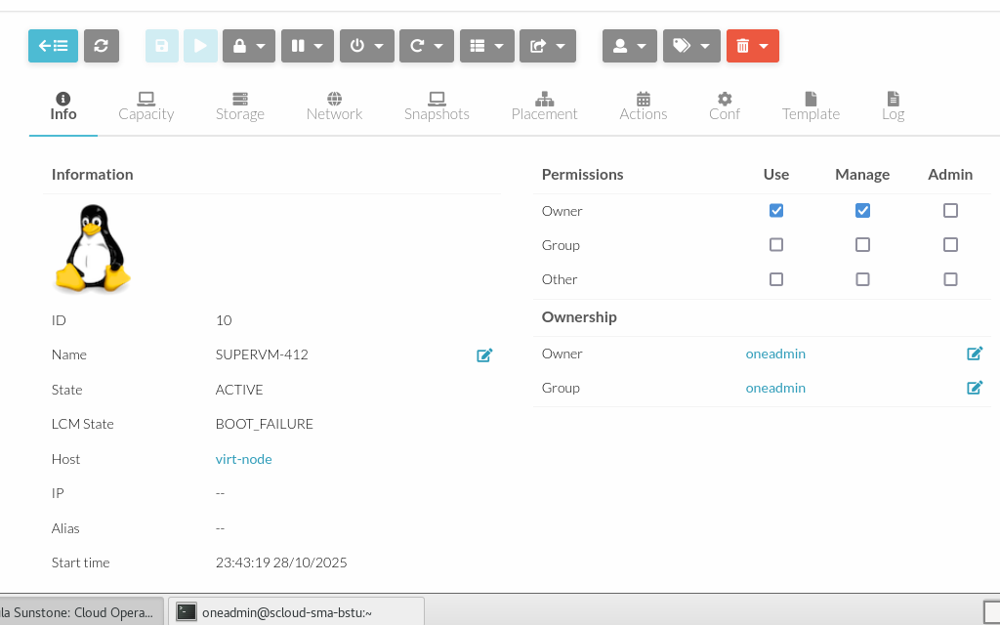 Info
Capacity
Storage
Network
Snapshots
Placement
Actions
Conf
Template
Log
Information
Permissions Use Manage Admin
Owner
Group
Other
ID 10
Name SUPERVM-412
State ACTIVE
LCM State BOOT_FAILURE
Host virt-node
IP --
Alias --
Start time 23:43:19 28/10/2025
Ownership
Owner oneadmin
Group oneadmin
la Sunstone: Cloud Opera...
oneadmin@scloud-sma-bstu:~